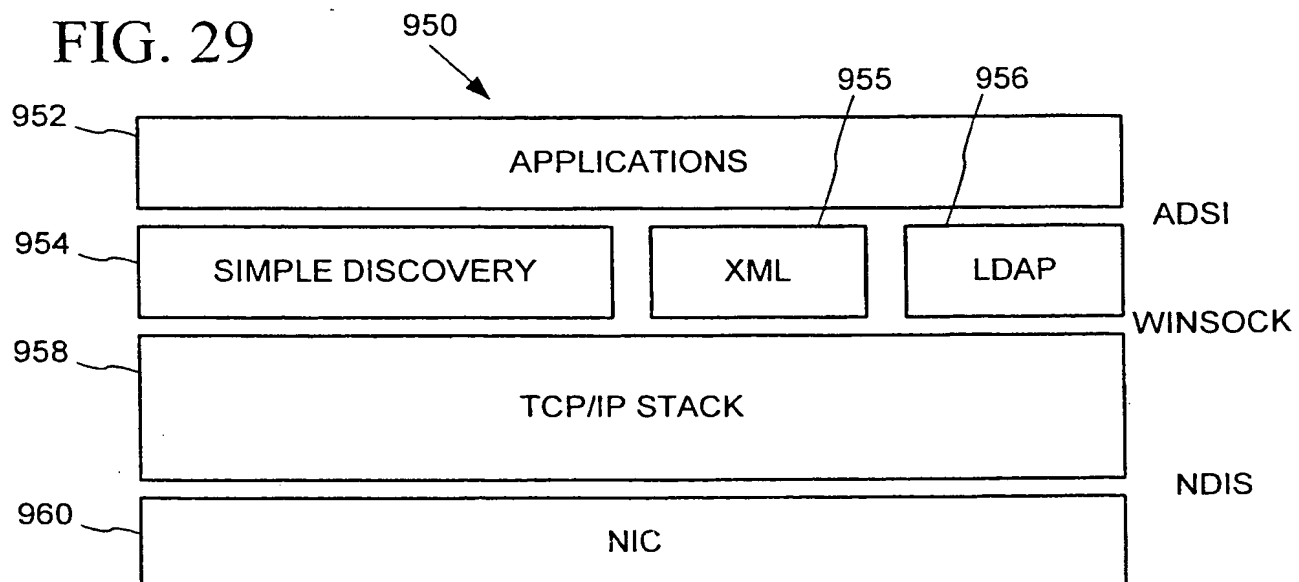 FIG. 29
950
955
956
952
APPLICATIONS
ADSI
954
SIMPLE DISCOVERY
XML
LDAP
WINSOCK
958
TCP/IP STACK
NDIS
960
NIC